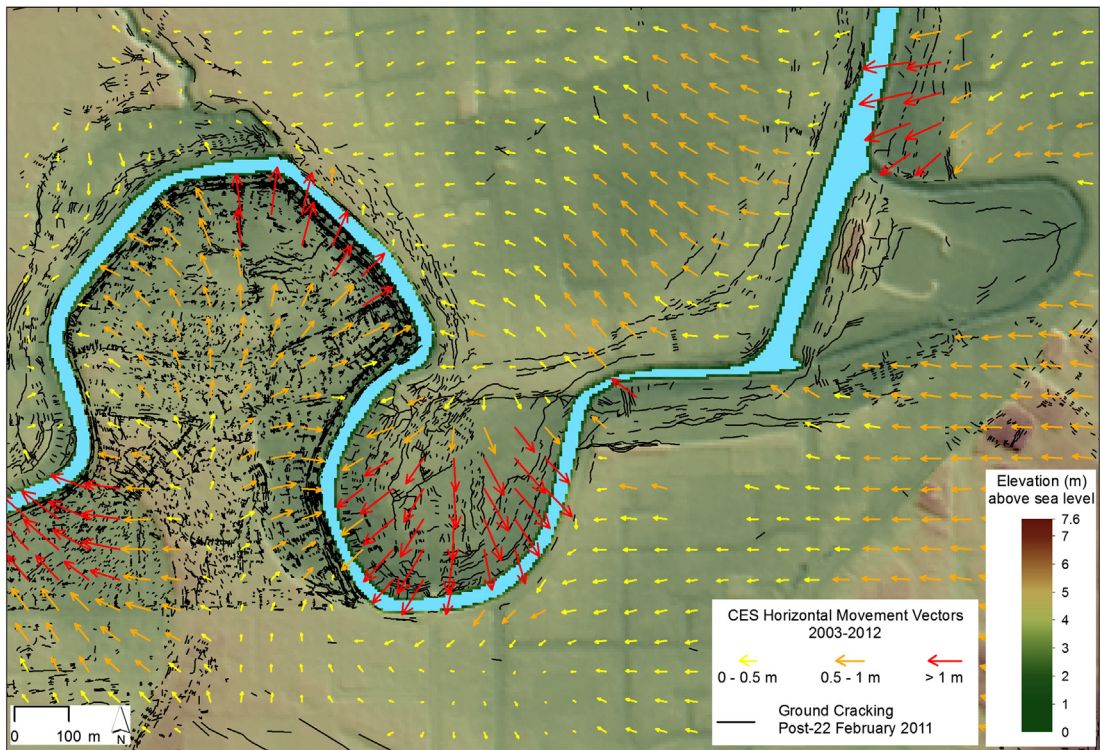 Elevation (m)
above sea level
7.6
7
6
5
4
3
2
1
0
CES Horizontal Movement Vectors
2003-2012
0 - 0.5 m
0.5 - 1 m
> 1 m
Ground Cracking
Post-22 February 2011
0 100 m
N